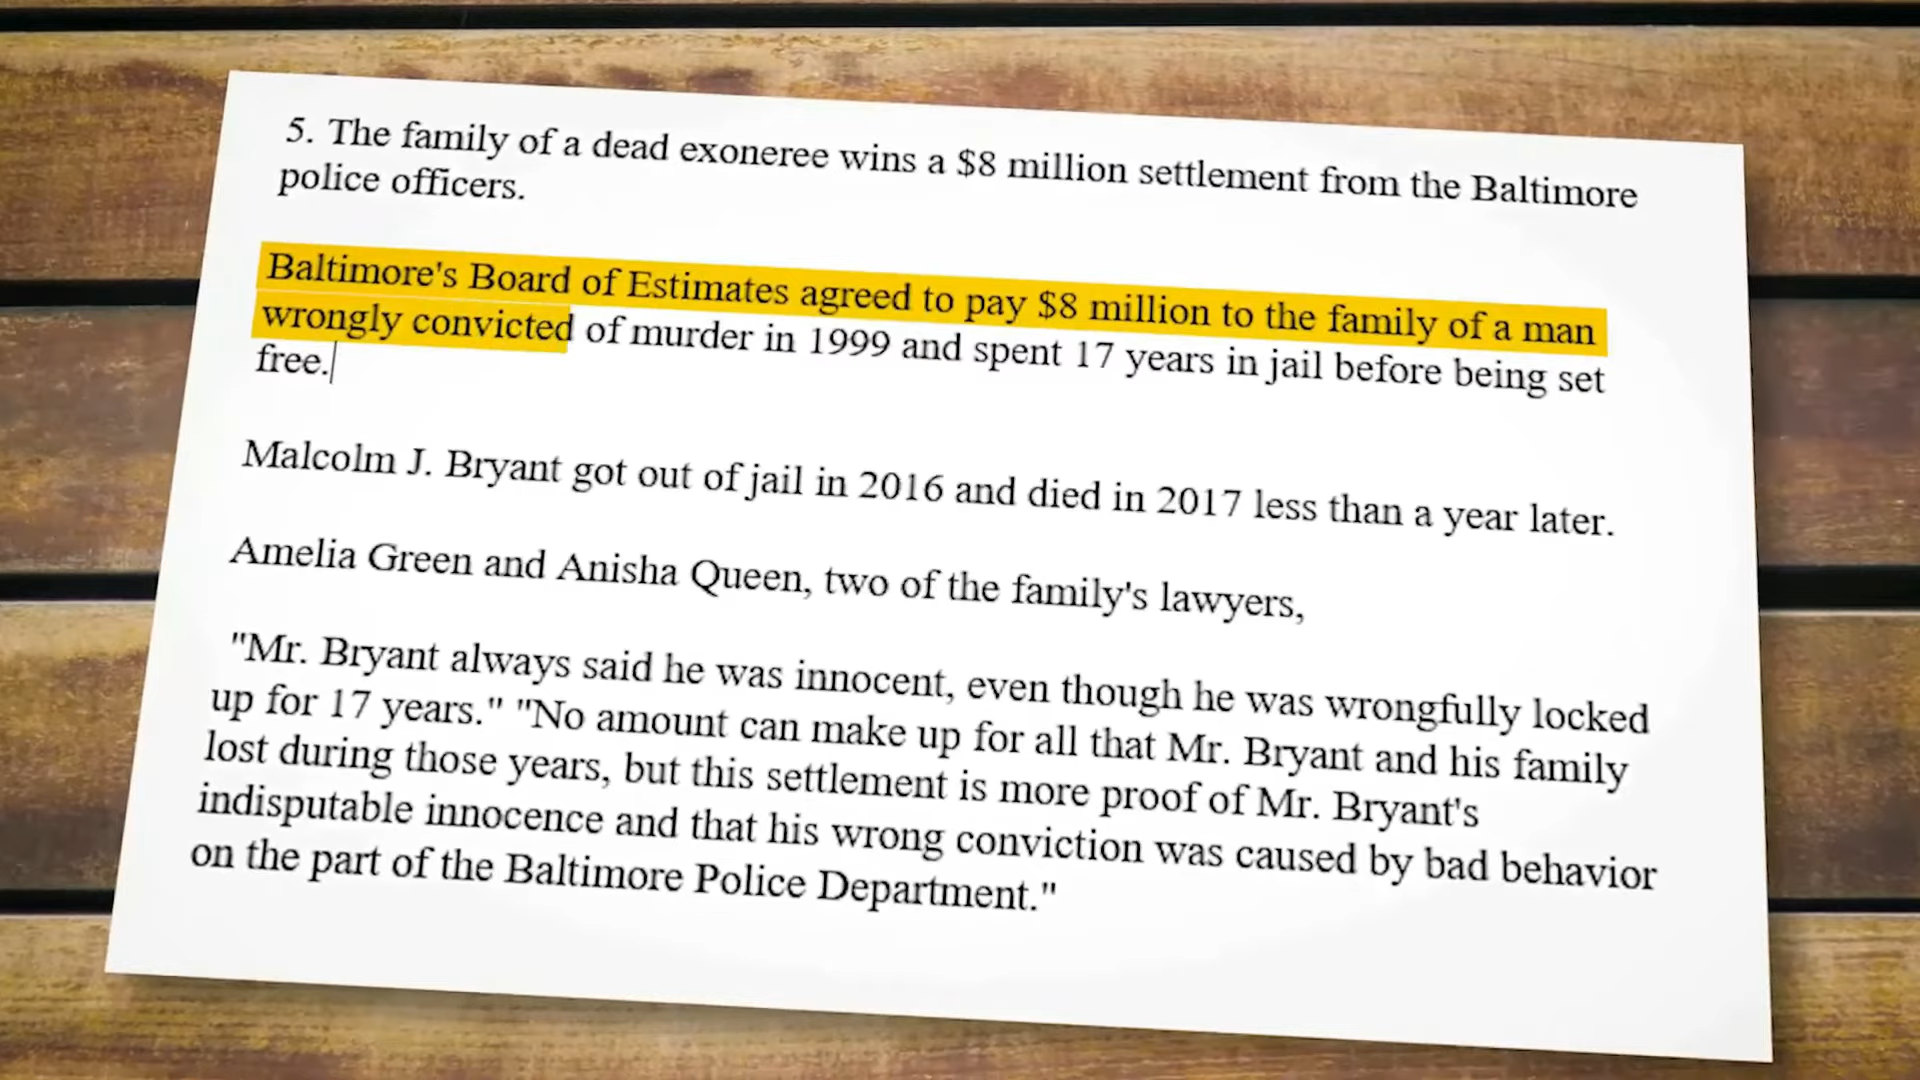 5. The family of a dead exoneree wins a $8 million settlement from the Baltimore
police officers.
Baltimore's Board of Estimates agreed to pay $8 million to the family of a man
wrongly convicted of murder in 1999 and spent 17 years in jail before being set
free.
Malcolm J. Bryant got out of jail in 2016 and died in 2017 less than a year later.
Amelia Green and Anisha Queen, two of the family's lawyers,
"Mr. Bryant always said he was innocent, even though he was wrongfully locked
up for 17 years." "No amount can make up for all that Mr. Bryant and his family
lost during those years, but this settlement is more proof of Mr. Bryant's
indisputable innocence and that his wrong conviction was caused by bad behavior
on the part of the Baltimore Police Department."